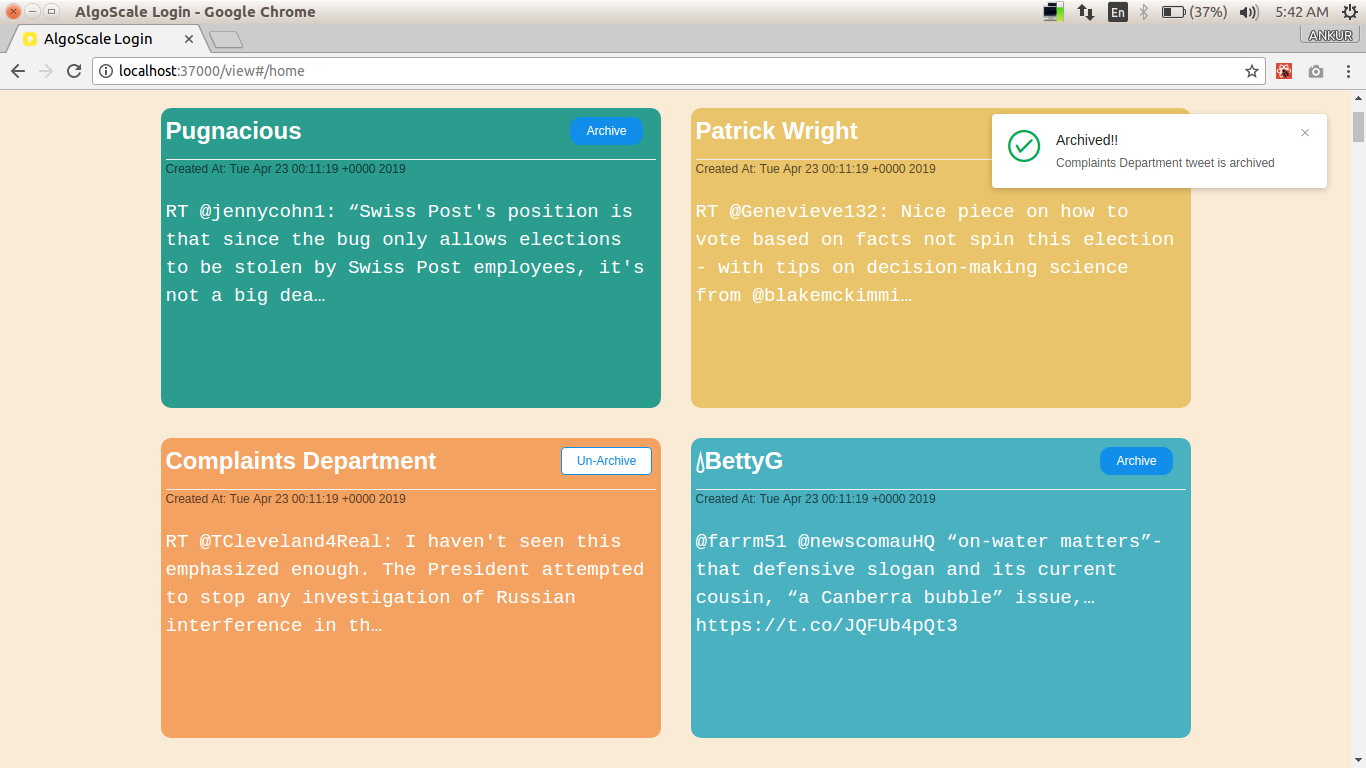 AlgoScale Login - Google Chrome
En
(37%)
5:42 AM
AlgoScale Login
ANKUR
localhost:37000/view#/home
Pugnacious
Archive
Created At: Tue Apr 23 00:11:19 +0000 2019
RT @jennycohn1: “Swiss Post's position is
that since the bug only allows elections
to be stolen by Swiss Post employees, it's
not a big dea…
Patrick Wright
Created At: Tue Apr 23 00:11:19 +0000 2019
RT @Genevieve132: Nice piece on how to
vote based on facts not spin this election
- with tips on decision-making science
from @blakemckimmi…
Archived!!
Complaints Department tweet is archived
Complaints Department
Un-Archive
Created At: Tue Apr 23 00:11:19 +0000 2019
RT @TCleveland4Real: I haven't seen this
emphasized enough. The President attempted
to stop any investigation of Russian
interference in th…
💧BettyG
Archive
Created At: Tue Apr 23 00:11:19 +0000 2019
@farrm51 @newscomauHQ “on-water matters”-
that defensive slogan and its current
cousin, “a Canberra bubble” issue,…
https://t.co/JQFUb4pQt3